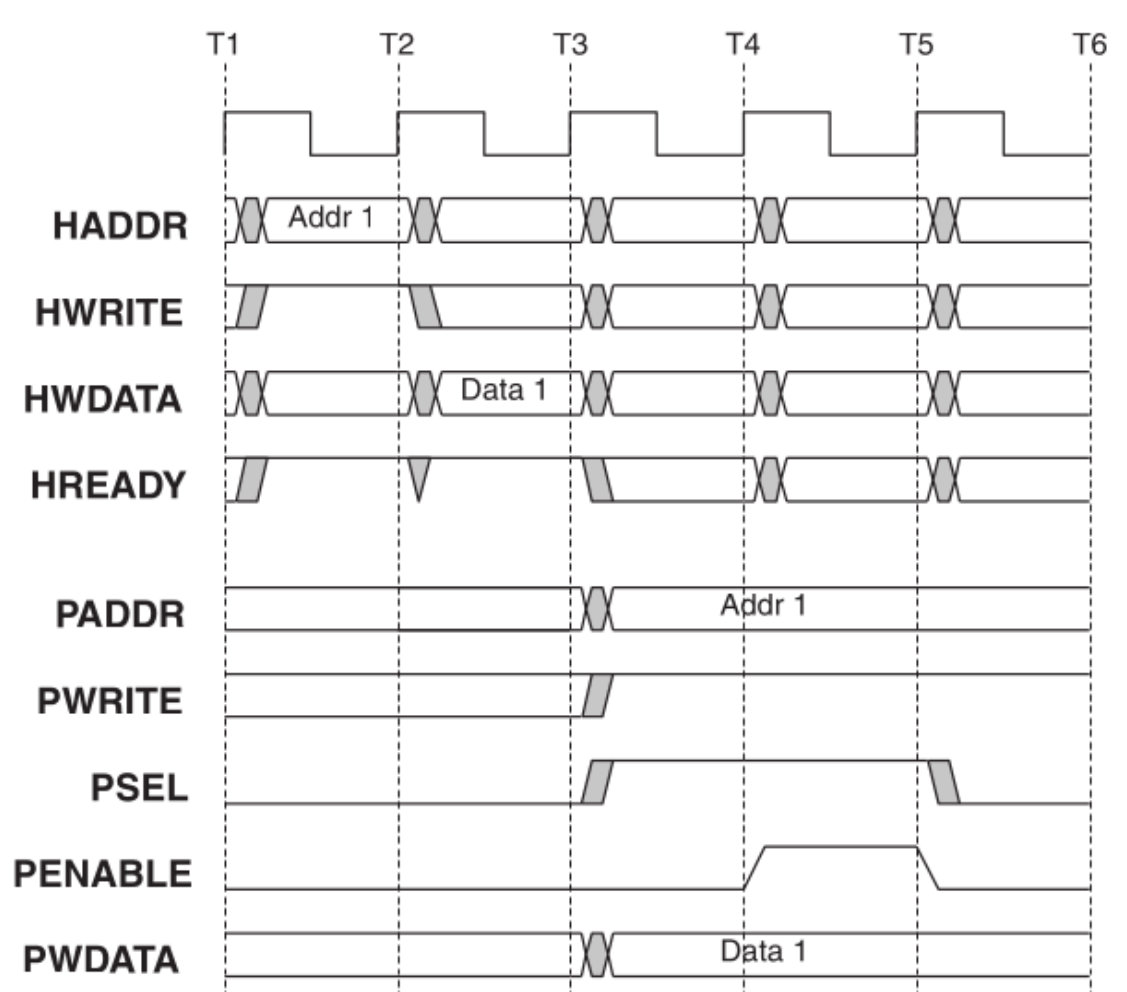 T1 T2 T3 T4 T5 T6
HADDR Addr 1
HWRITE
HWDATA Data 1
HREADY
PADDR Addr 1
PWRITE
PSEL
PENABLE
PWDATA Data 1